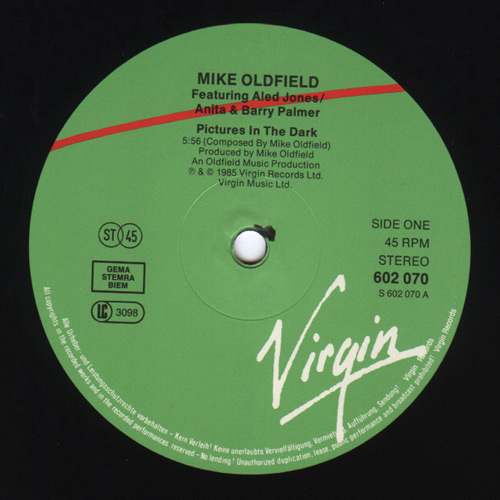 MIKE OLDFIELD
Featuring Aled Jones/
Anita & Barry Palmer
Pictures In The Dark
5:56 (Composed By Mike Oldfield)
Produced by Mike Oldfield
An Oldfield Music Production
℗ & © 1985 Virgin Records Ltd.
Virgin Music Ltd.
ST 45
GEMA
STEMRA
BIEM
LC 3098
SIDE ONE
45 RPM
STEREO
602 070
S 602 070 A
Virgin
Alle Urheber- und Leistungsschutzrechte vorbehalten – Kein Verleih! Keine unerlaubte Vervielfältigung, Vermietung, Aufführung, Sendung! Virgin Records
All copyrights in the recorded works and in the recorded performances reserved – No lending! Unauthorized duplication, lease, public performance and broadcast prohibited! Virgin Records